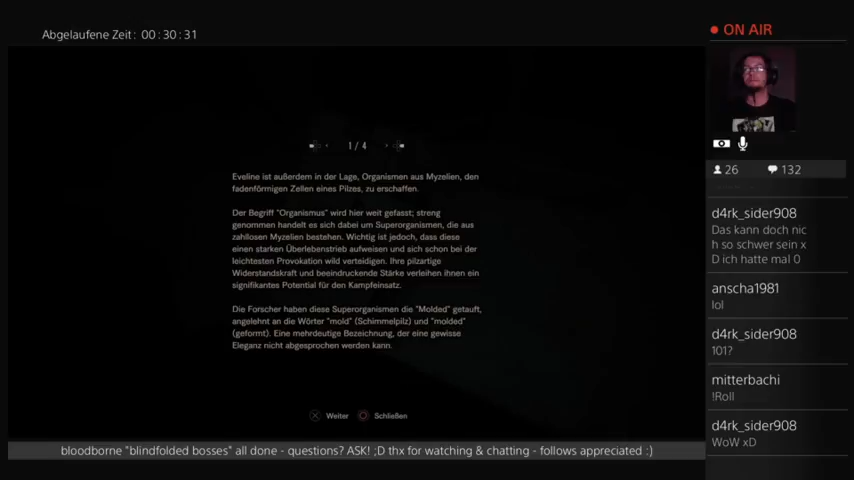 Abgelaufene Zeit: 00:30:31
ON AIR
1/4
Eveline ist außerdem in der Lage, Organismen aus Myzelien, den
fadenförmigen Zellen eines Pilzes, zu erschaffen.
Der Begriff "Organismus" wird hier weit gefasst; streng
genommen handelt es sich dabei um Superorganismen, die aus
zahllosen Myzelien bestehen. Wichtig ist jedoch, dass diese
einen starken Überlebenstrieb aufweisen und sich schon bei der
leichtesten Provokation wild verteidigen. Ihre pilzartige
Widerstandskraft und beeindruckende Stärke verleihen ihnen ein
signifikantes Potential für den Kampfeinsatz.
Die Forscher haben diese Superorganismen die "Molded" getauft,
angelehnt an die Wörter "mold" (Schimmelpilz) und "molded"
(geformt). Eine mehrdeutige Bezeichnung, der eine gewisse
Eleganz nicht abgesprochen werden kann.
Weiter Schließen
26 132
d4rk_sider908
Das kann doch nic
h so schwer sein x
D ich hatte mal 0
anscha1981
lol
d4rk_sider908
101?
mitterbachi
!Roll
d4rk_sider908
WoW xD
bloodborne "blindfolded bosses" all done - questions? ASK! ;D thx for watching & chatting - follows appreciated :)